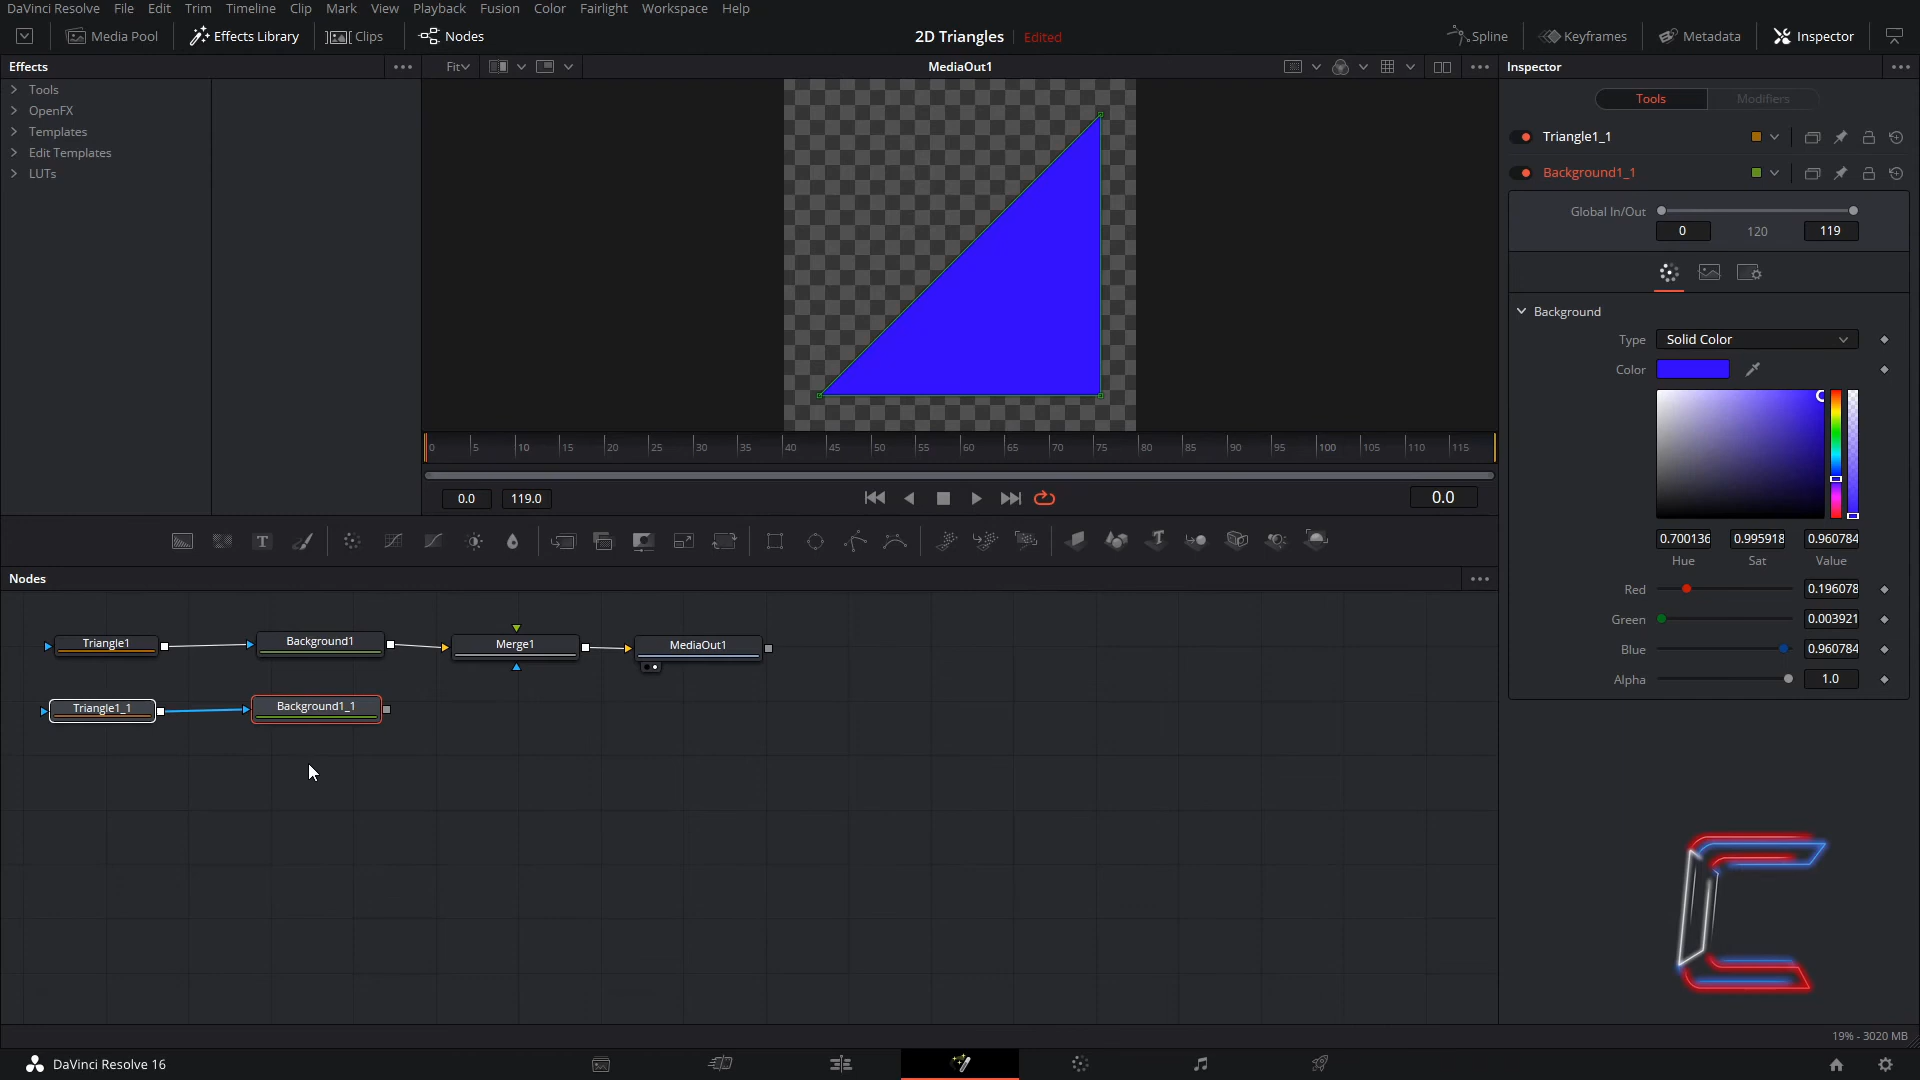 DaVinci Resolve File Edit Trim Timeline Clip Mark View Playback Fusion Color Fairlight Workspace Help
Media Pool Effects Library Clips Nodes 2D Triangles Edited Spline Keyframes Metadata Inspector
Effects Fit MediaOut1 Inspector
Tools
OpenFX
Templates
Edit Templates
LUTs
Tools Modifiers
Triangle1_1
Background1_1
Global In/Out
0 120 119
Background
Type Solid Color
Color
0.700136 0.995918 0.960784
Hue Sat Value
Red 0.196078
Green 0.003921
Blue 0.960784
Alpha 1.0
0 5 10 15 20 25 30 35 40 45 50 55 60 65 70 75 80 85 90 95 100 105 110 115
0.0 119.0 0.0
T T
Nodes
Triangle1 Background1 Merge1 MediaOut1
Triangle1_1 Background1_1
19% - 3020 MB
DaVinci Resolve 16